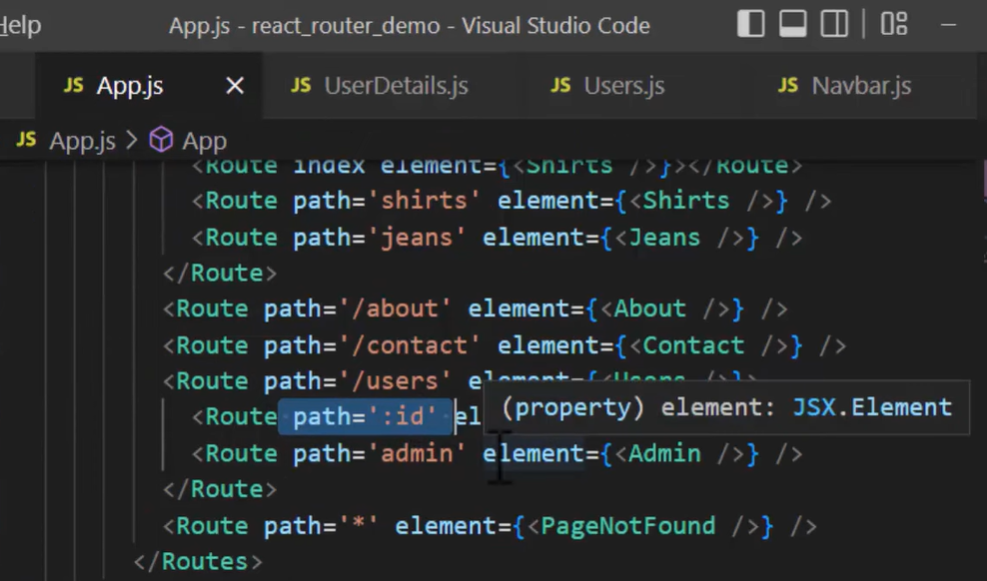 Help
App.js - react_router_demo - Visual Studio Code
JS App.js
JS UserDetails.js
JS Users.js
JS Navbar.js
JS App.js > App
<Route index element={<Shirts />}></Route>
<Route path='shirts' element={<Shirts />} />
<Route path='jeans' element={<Jeans />} />
</Route>
<Route path='/about' element={<About />} />
<Route path='/contact' element={<Contact />} />
<Route path='/users' element={<Users />}>
<Route path=':id' el
(property) element: JSX.Element
<Route path='admin' element={<Admin />} />
</Route>
<Route path='*' element={<PageNotFound />} />
</Routes>